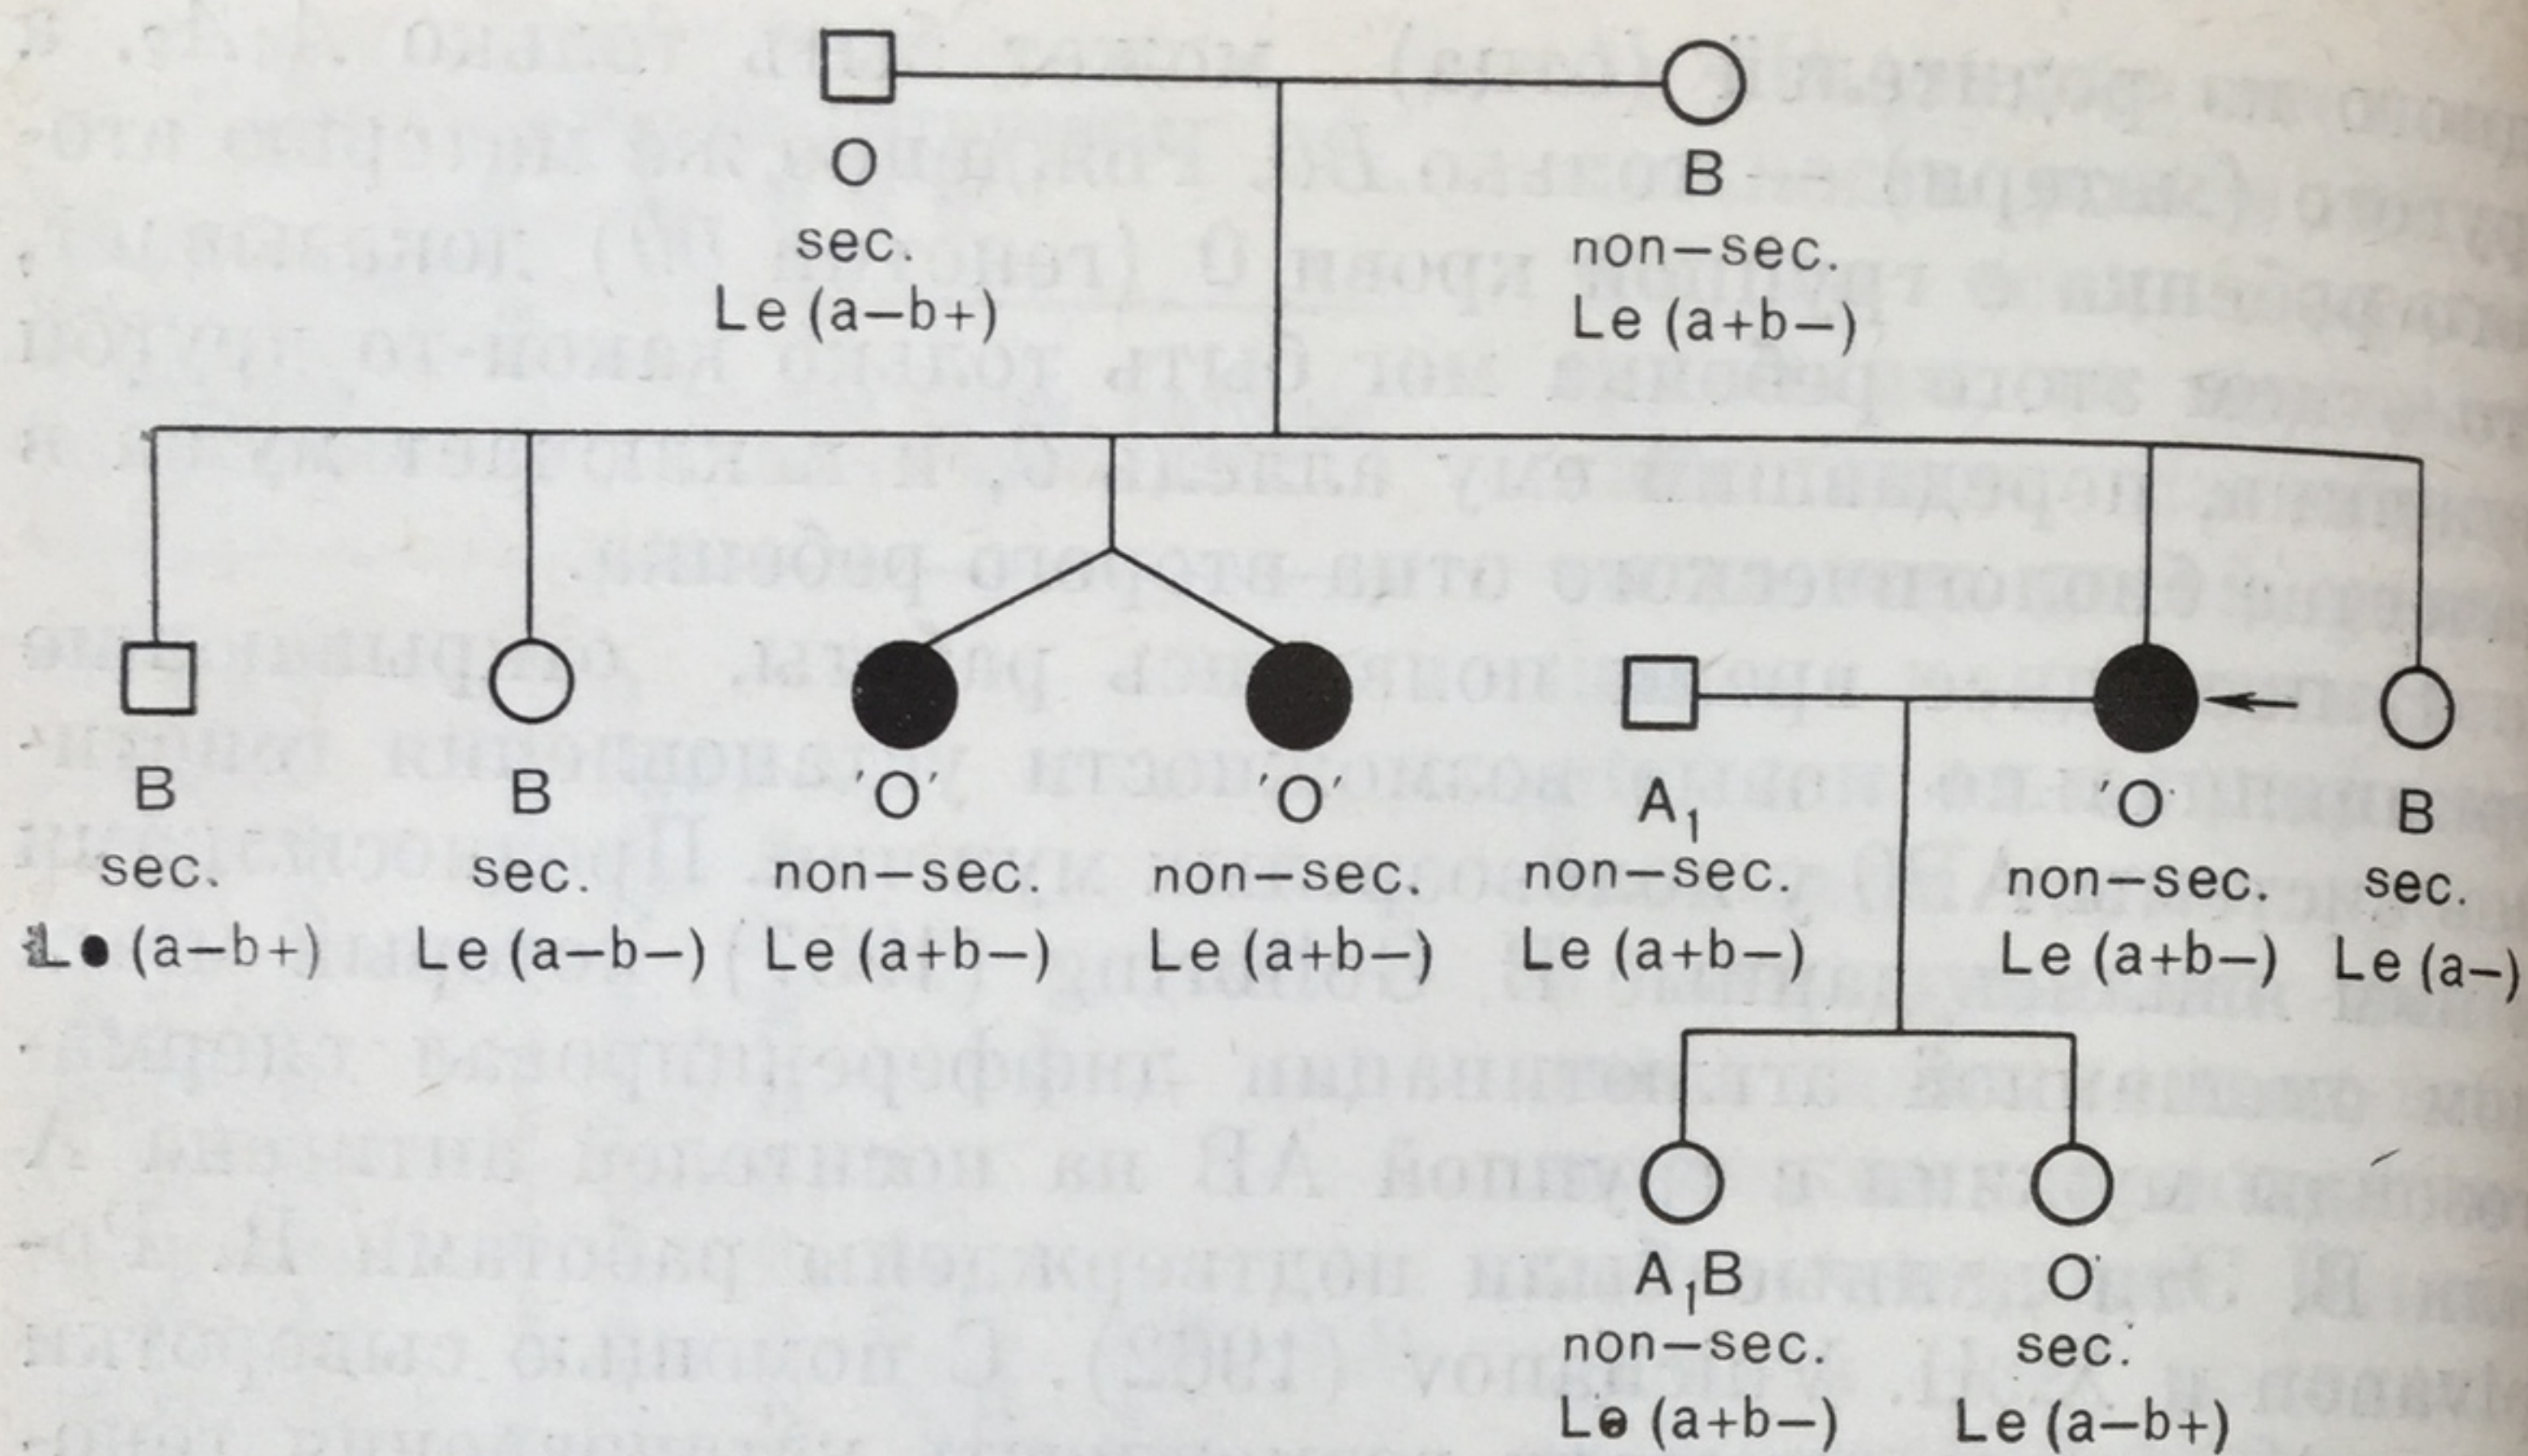 O
sec.
Le (a–b+)
B
non–sec.
Le (a+b–)
B
sec.
Le (a–b+)
B
sec.
Le (a–b–)
'O'
non–sec.
Le (a+b–)
'O'
non–sec.
Le (a+b–)
A1
non–sec.
Le (a+b–)
'O'
non–sec.
Le (a+b–)
B
sec.
Le (a–)
A1B
non–sec.
Le (a+b–)
O
sec.
Le (a–b+)